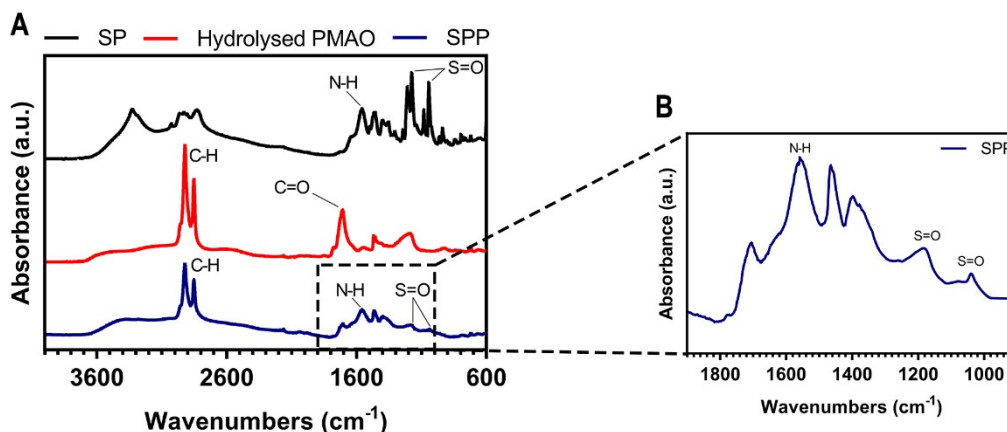 A
SP Hydrolysed PMAO SPP
S=O
N-H
C-H
C=O
C-H
N-H
S=O
Absorbance (a.u.)
3600 2600 1600 600
Wavenumbers (cm⁻¹)
B
SPP
N-H
S=O
S=O
Absorbance (a.u.)
1800 1600 1400 1200 1000
Wavenumbers (cm⁻¹)